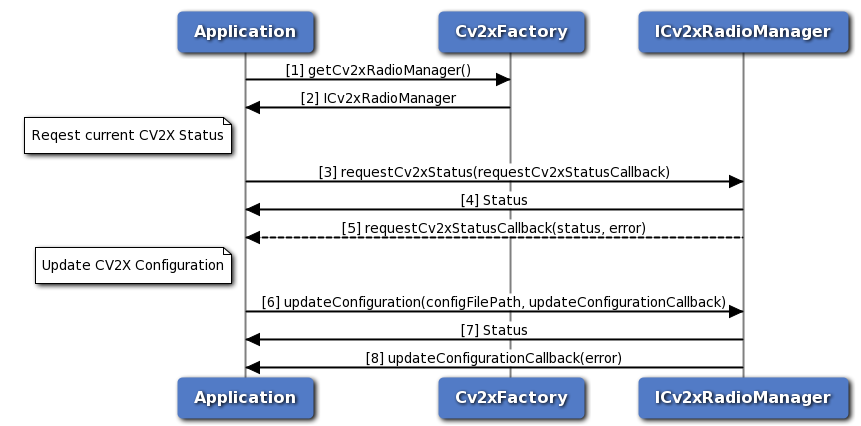 Application Cv2xFactory ICv2xRadioManager
[1] getCv2xRadioManager()
[2] ICv2xRadioManager
Reqest current CV2X Status
[3] requestCv2xStatus(requestCv2xStatusCallback)
[4] Status
[5] requestCv2xStatusCallback(status, error)
Update CV2X Configuration
[6] updateConfiguration(configFilePath, updateConfigurationCallback)
[7] Status
[8] updateConfigurationCallback(error)
Application Cv2xFactory ICv2xRadioManager